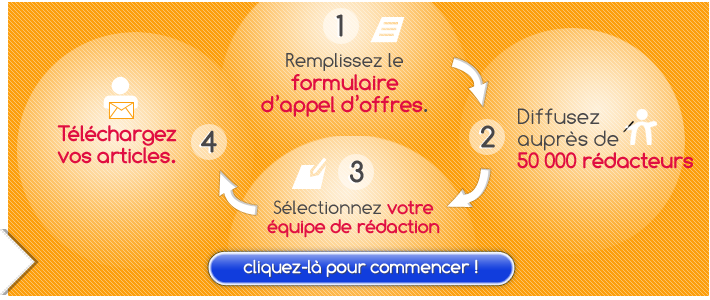 1
Remplissez le
formulaire
d'appel d'offres.
2
Diffusez
auprès de
50 000 rédacteurs
3
Sélectionnez votre
équipe de rédaction
4
Téléchargez
vos articles.
cliquez-là pour commencer !